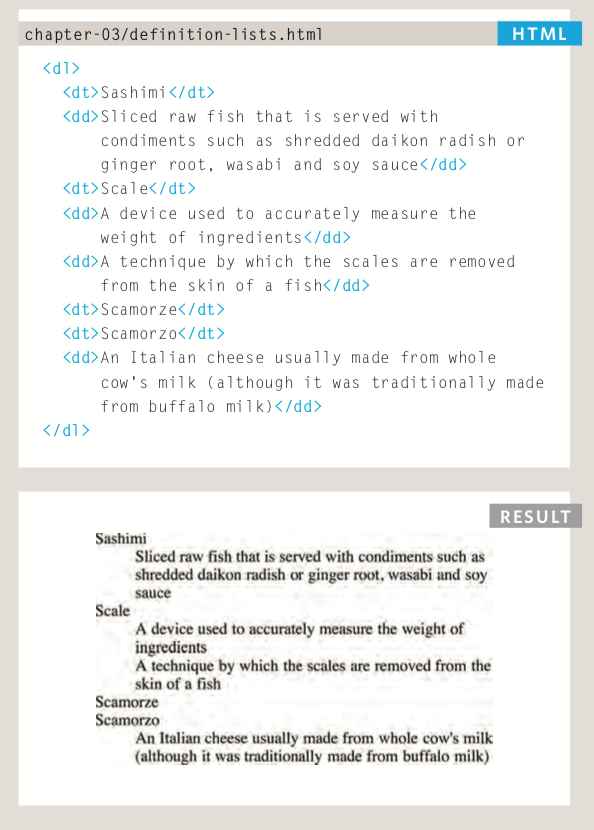 chapter-03/definition-lists.html HTML
<dl>
<dt>Sashimi</dt>
<dd>Sliced raw fish that is served with
condiments such as shredded daikon radish or
ginger root, wasabi and soy sauce</dd>
<dt>Scale</dt>
<dd>A device used to accurately measure the
weight of ingredients</dd>
<dd>A technique by which the scales are removed
from the skin of a fish</dd>
<dt>Scamorze</dt>
<dt>Scamorzo</dt>
<dd>An Italian cheese usually made from whole
cow's milk (although it was traditionally made
from buffalo milk)</dd>
</dl>
RESULT
Sashimi
Sliced raw fish that is served with condiments such as
shredded daikon radish or ginger root, wasabi and soy
sauce
Scale
A device used to accurately measure the weight of
ingredients
A technique by which the scales are removed from the
skin of a fish
Scamorze
Scamorzo
An Italian cheese usually made from whole cow's milk
(although it was traditionally made from buffalo milk)